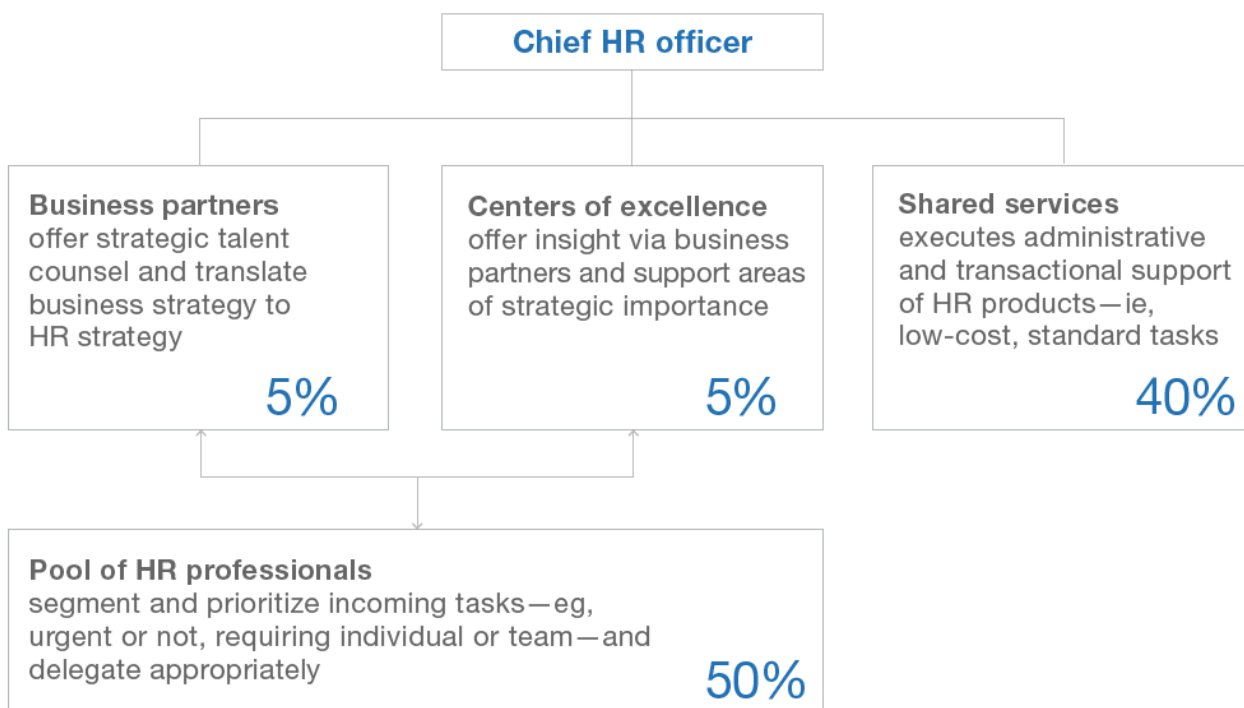 Chief HR officer
Business partners
offer strategic talent
counsel and translate
business strategy to
HR strategy
5%
Centers of excellence
offer insight via business
partners and support areas
of strategic importance
5%
Shared services
executes administrative
and transactional support
of HR products—ie,
low-cost, standard tasks
40%
Pool of HR professionals
segment and prioritize incoming tasks—eg,
urgent or not, requiring individual or team—and
delegate appropriately
50%